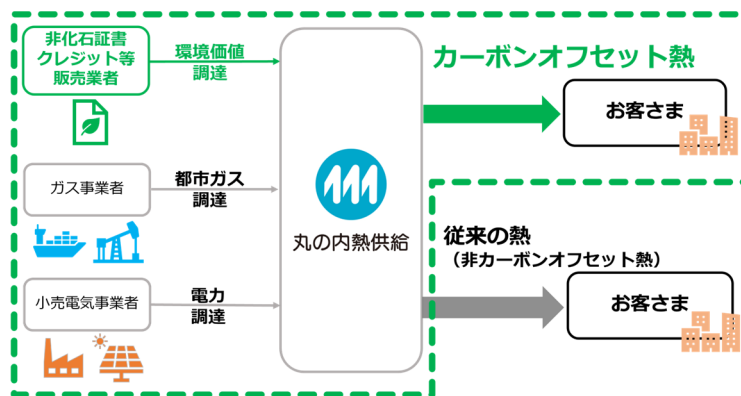 非化石証書
クレジット等
販売業者
環境価値
調達
カーボンオフセット熱
お客さま
ガス事業者
都市ガス
調達
丸の内熱供給
従来の熱
（非カーボンオフセット熱）
小売電気事業者
電力
調達
お客さま